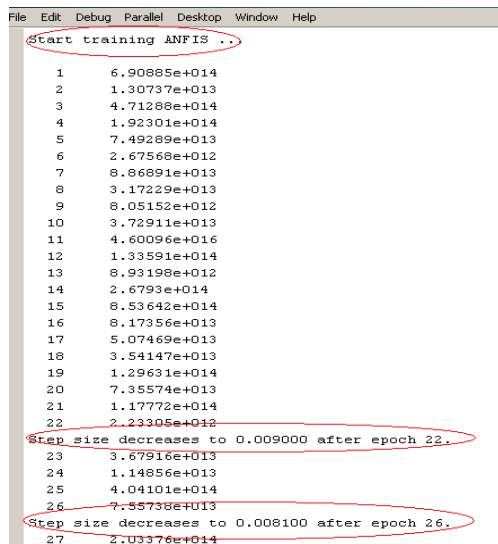 File Edit Debug Parallel Desktop Window Help
Start training ANFIS ...
1 6.90885e+014
2 1.30737e+013
3 4.71288e+014
4 1.92301e+014
5 7.49289e+013
6 2.67568e+012
7 8.86891e+013
8 3.17229e+013
9 8.05152e+012
10 3.72911e+013
11 4.60096e+016
12 1.33591e+014
13 8.93198e+012
14 2.6793e+014
15 8.53642e+014
16 8.17356e+013
17 5.07469e+013
18 3.54147e+013
19 1.29631e+014
20 7.35574e+013
21 1.17772e+014
22 2.23305e+012
Step size decreases to 0.009000 after epoch 22.
23 3.67916e+013
24 1.14856e+013
25 4.04101e+014
26 7.55738e+013
Step size decreases to 0.008100 after epoch 26.
27 2.03376e+014